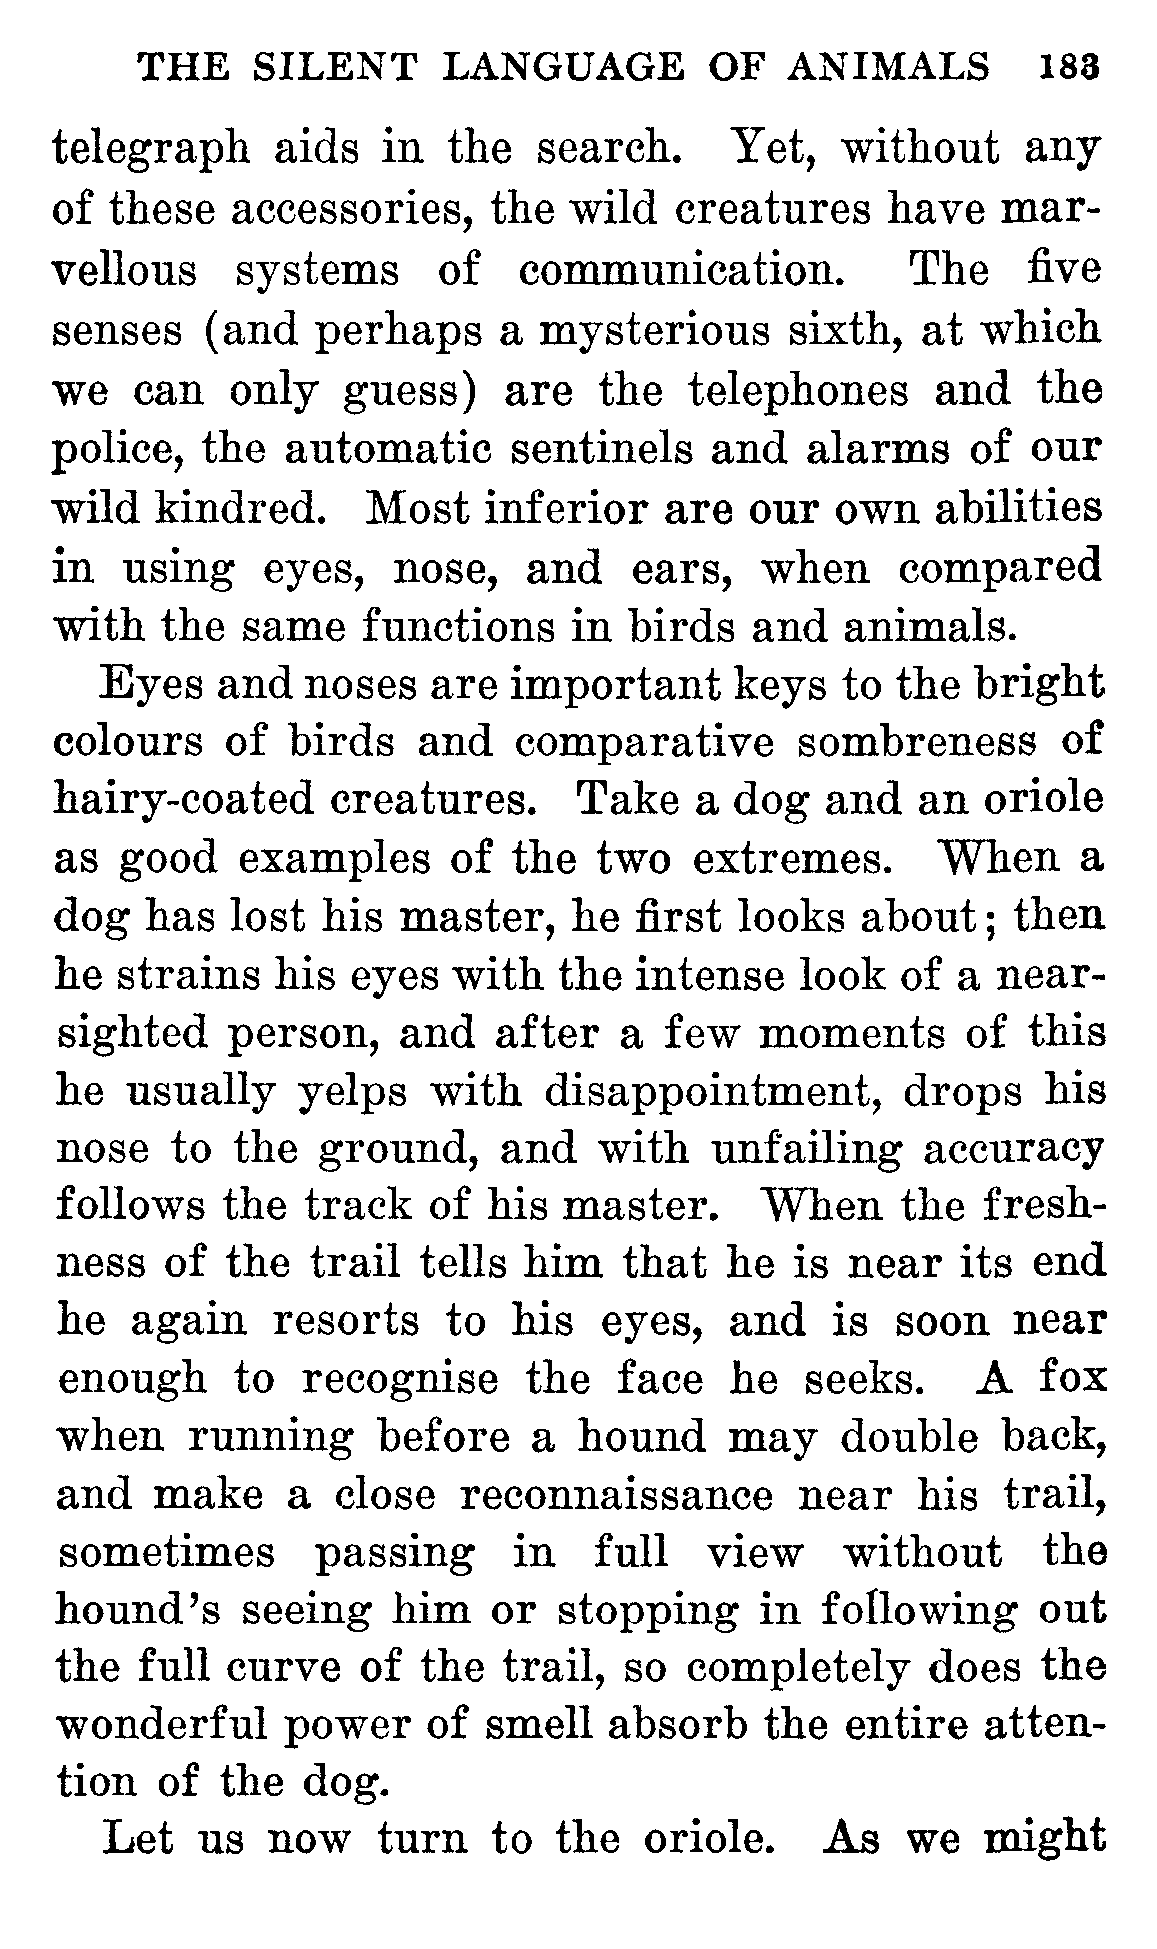 THE SILENT LANGUAGE OF ANIMALS 183
telegraph aids in the search. Yet, without any
of these accessories, the wild creatures have mar-
vellous systems of communication. The five
senses (and perhaps a mysterious sixth, at which
we can only guess) are the telephones and the
police, the automatic sentinels and alarms of our
wild kindred. Most inferior are our own abilities
in using eyes, nose, and ears, when compared
with the same functions in birds and animals.
Eyes and noses are important keys to the bright
colours of birds and comparative sombreness of
hairy-coated creatures. Take a dog and an oriole
as good examples of the two extremes. When a
dog has lost his master, he first looks about; then
he strains his eyes with the intense look of a near-
sighted person, and after a few moments of this
he usually yelps with disappointment, drops his
nose to the ground, and with unfailing accuracy
follows the track of his master. When the fresh-
ness of the trail tells him that he is near its end
he again resorts to his eyes, and is soon near
enough to recognise the face he seeks. A fox
when running before a hound may double back,
and make a close reconnaissance near his trail,
sometimes passing in full view without the
hound's seeing him or stopping in following out
the full curve of the trail, so completely does the
wonderful power of smell absorb the entire atten-
tion of the dog.
Let us now turn to the oriole. As we might